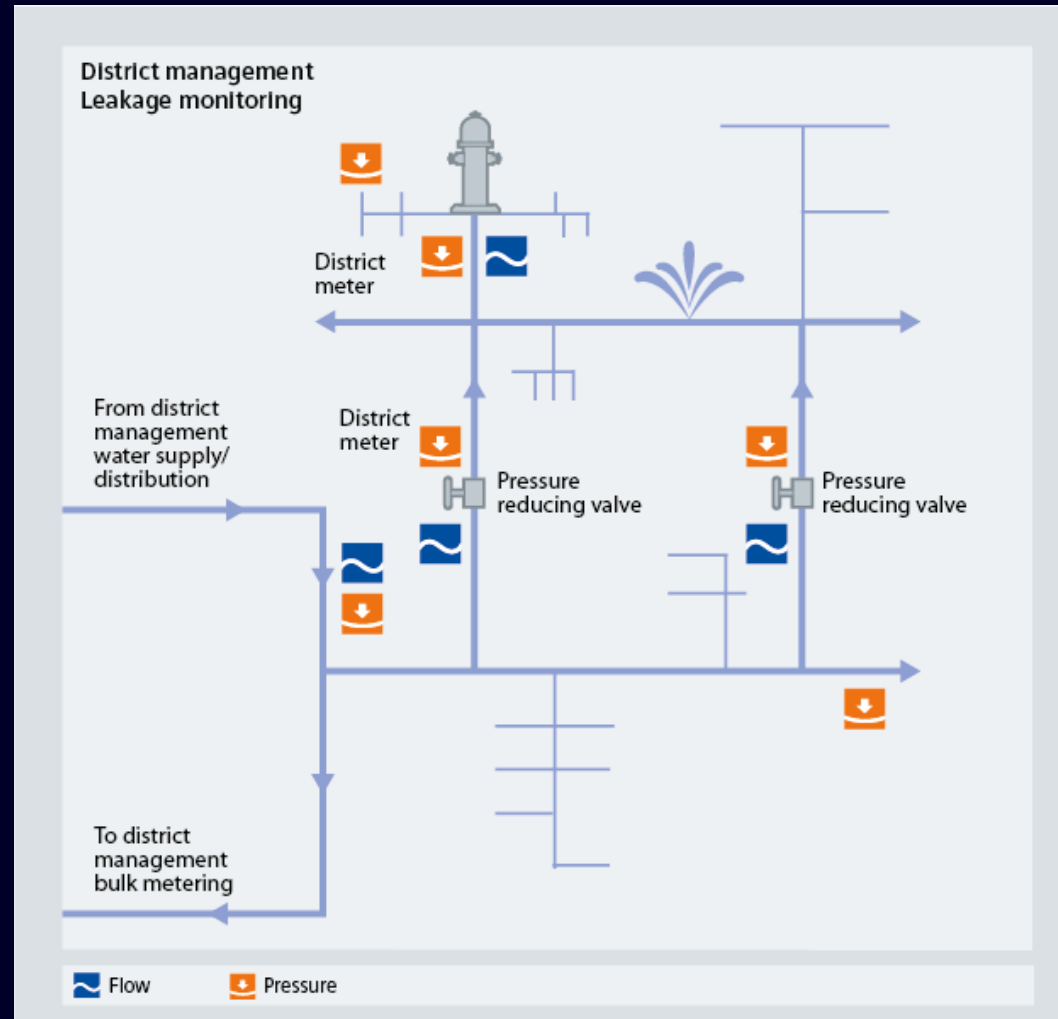 District management
Leakage monitoring
District
meter
From district
management
water supply/
distribution
District
meter
Pressure
reducing valve
Pressure
reducing valve
To district
management
bulk metering
Flow
Pressure